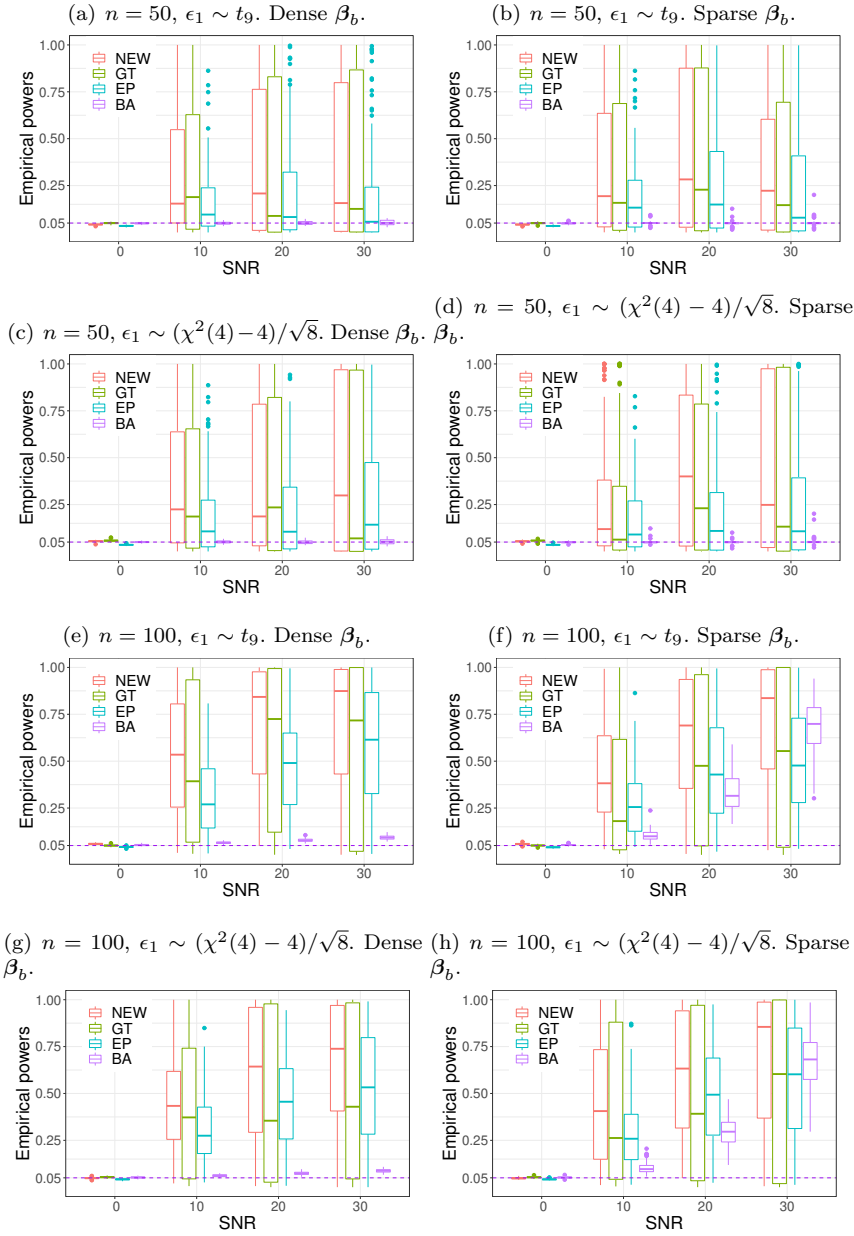 (a) n = 50, ϵ₁ ∼ t₉. Dense β_b.
(b) n = 50, ϵ₁ ∼ t₉. Sparse β_b.
Empirical powers
1.00
0.75
0.50
0.25
0.05
NEW
GT
EP
BA
0 10 20 30
SNR
Empirical powers
1.00
0.75
0.50
0.25
0.05
NEW
GT
EP
BA
0 10 20 30
SNR
(c) n = 50, ϵ₁ ∼ (χ²(4)−4)/√8. Dense β_b.
(d) n = 50, ϵ₁ ∼ (χ²(4) − 4)/√8. Sparse
β_b.
Empirical powers
1.00
0.75
0.50
0.25
0.05
NEW
GT
EP
BA
0 10 20 30
SNR
Empirical powers
1.00
0.75
0.50
0.25
0.05
NEW
GT
EP
BA
0 10 20 30
SNR
(e) n = 100, ϵ₁ ∼ t₉. Dense β_b.
(f) n = 100, ϵ₁ ∼ t₉. Sparse β_b.
Empirical powers
1.00
0.75
0.50
0.25
0.05
NEW
GT
EP
BA
0 10 20 30
SNR
Empirical powers
1.00
0.75
0.50
0.25
0.05
NEW
GT
EP
BA
0 10 20 30
SNR
(g) n = 100, ϵ₁ ∼ (χ²(4) − 4)/√8. Dense
β_b.
(h) n = 100, ϵ₁ ∼ (χ²(4) − 4)/√8. Sparse
β_b.
Empirical powers
1.00
0.75
0.50
0.25
0.05
NEW
GT
EP
BA
0 10 20 30
SNR
Empirical powers
1.00
0.75
0.50
0.25
0.05
NEW
GT
EP
BA
0 10 20 30
SNR